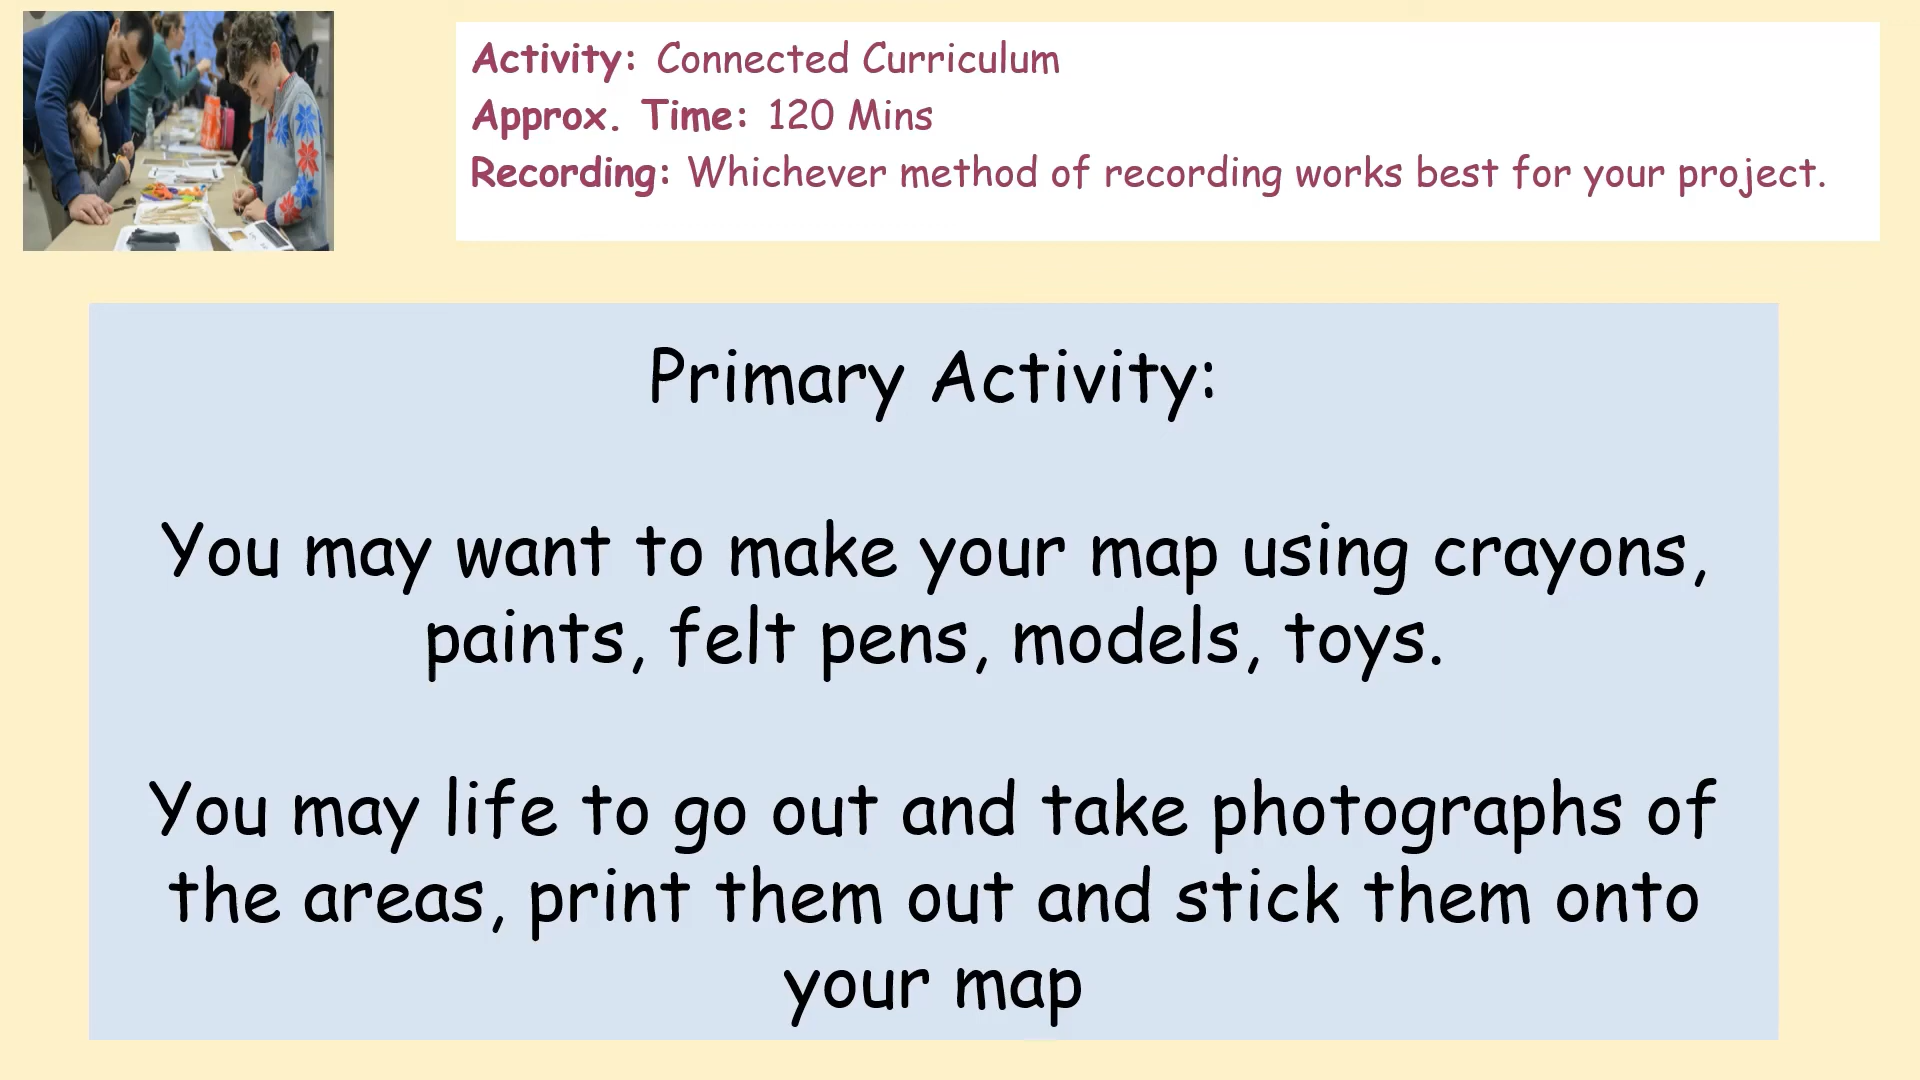 Activity: Connected Curriculum
Approx. Time: 120 Mins
Recording: Whichever method of recording works best for your project.
Primary Activity:
You may want to make your map using crayons,
paints, felt pens, models, toys.
You may life to go out and take photographs of
the areas, print them out and stick them onto
your map